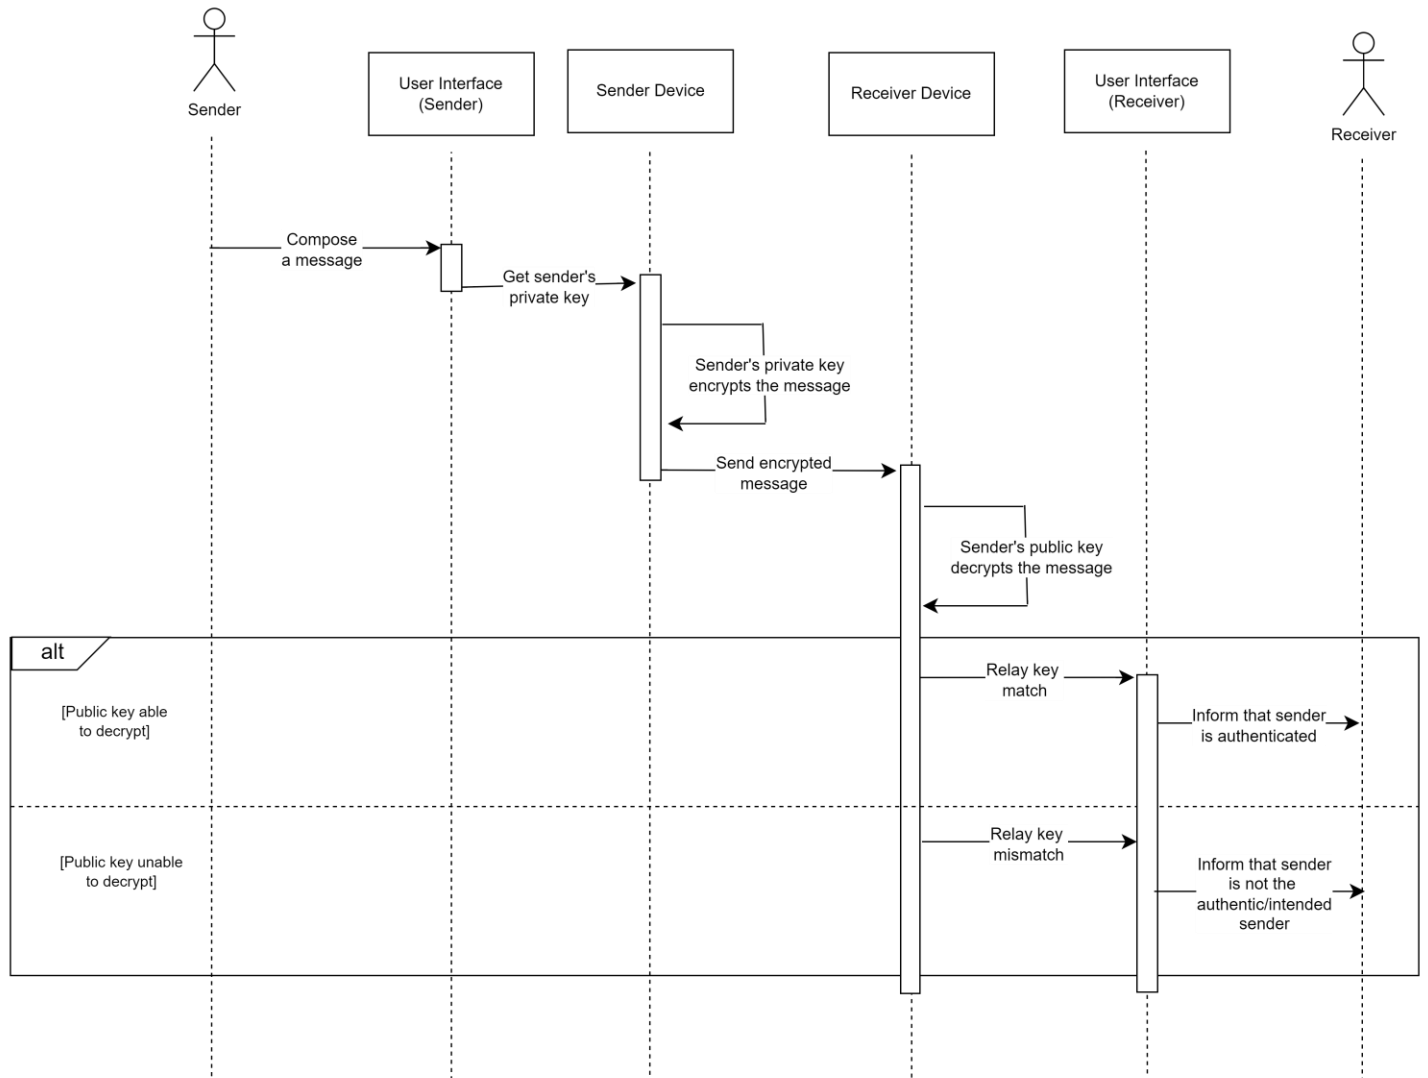 Sender
User Interface
(Sender)
Sender Device
Receiver Device
User Interface
(Receiver)
Receiver
Compose
a message
Get sender's
private key
Sender's private key
encrypts the message
Send encrypted
message
Sender's public key
decrypts the message
alt
[Public key able
to decrypt]
Relay key
match
Inform that sender
is authenticated
[Public key unable
to decrypt]
Relay key
mismatch
Inform that sender
is not the
authentic/intended
sender